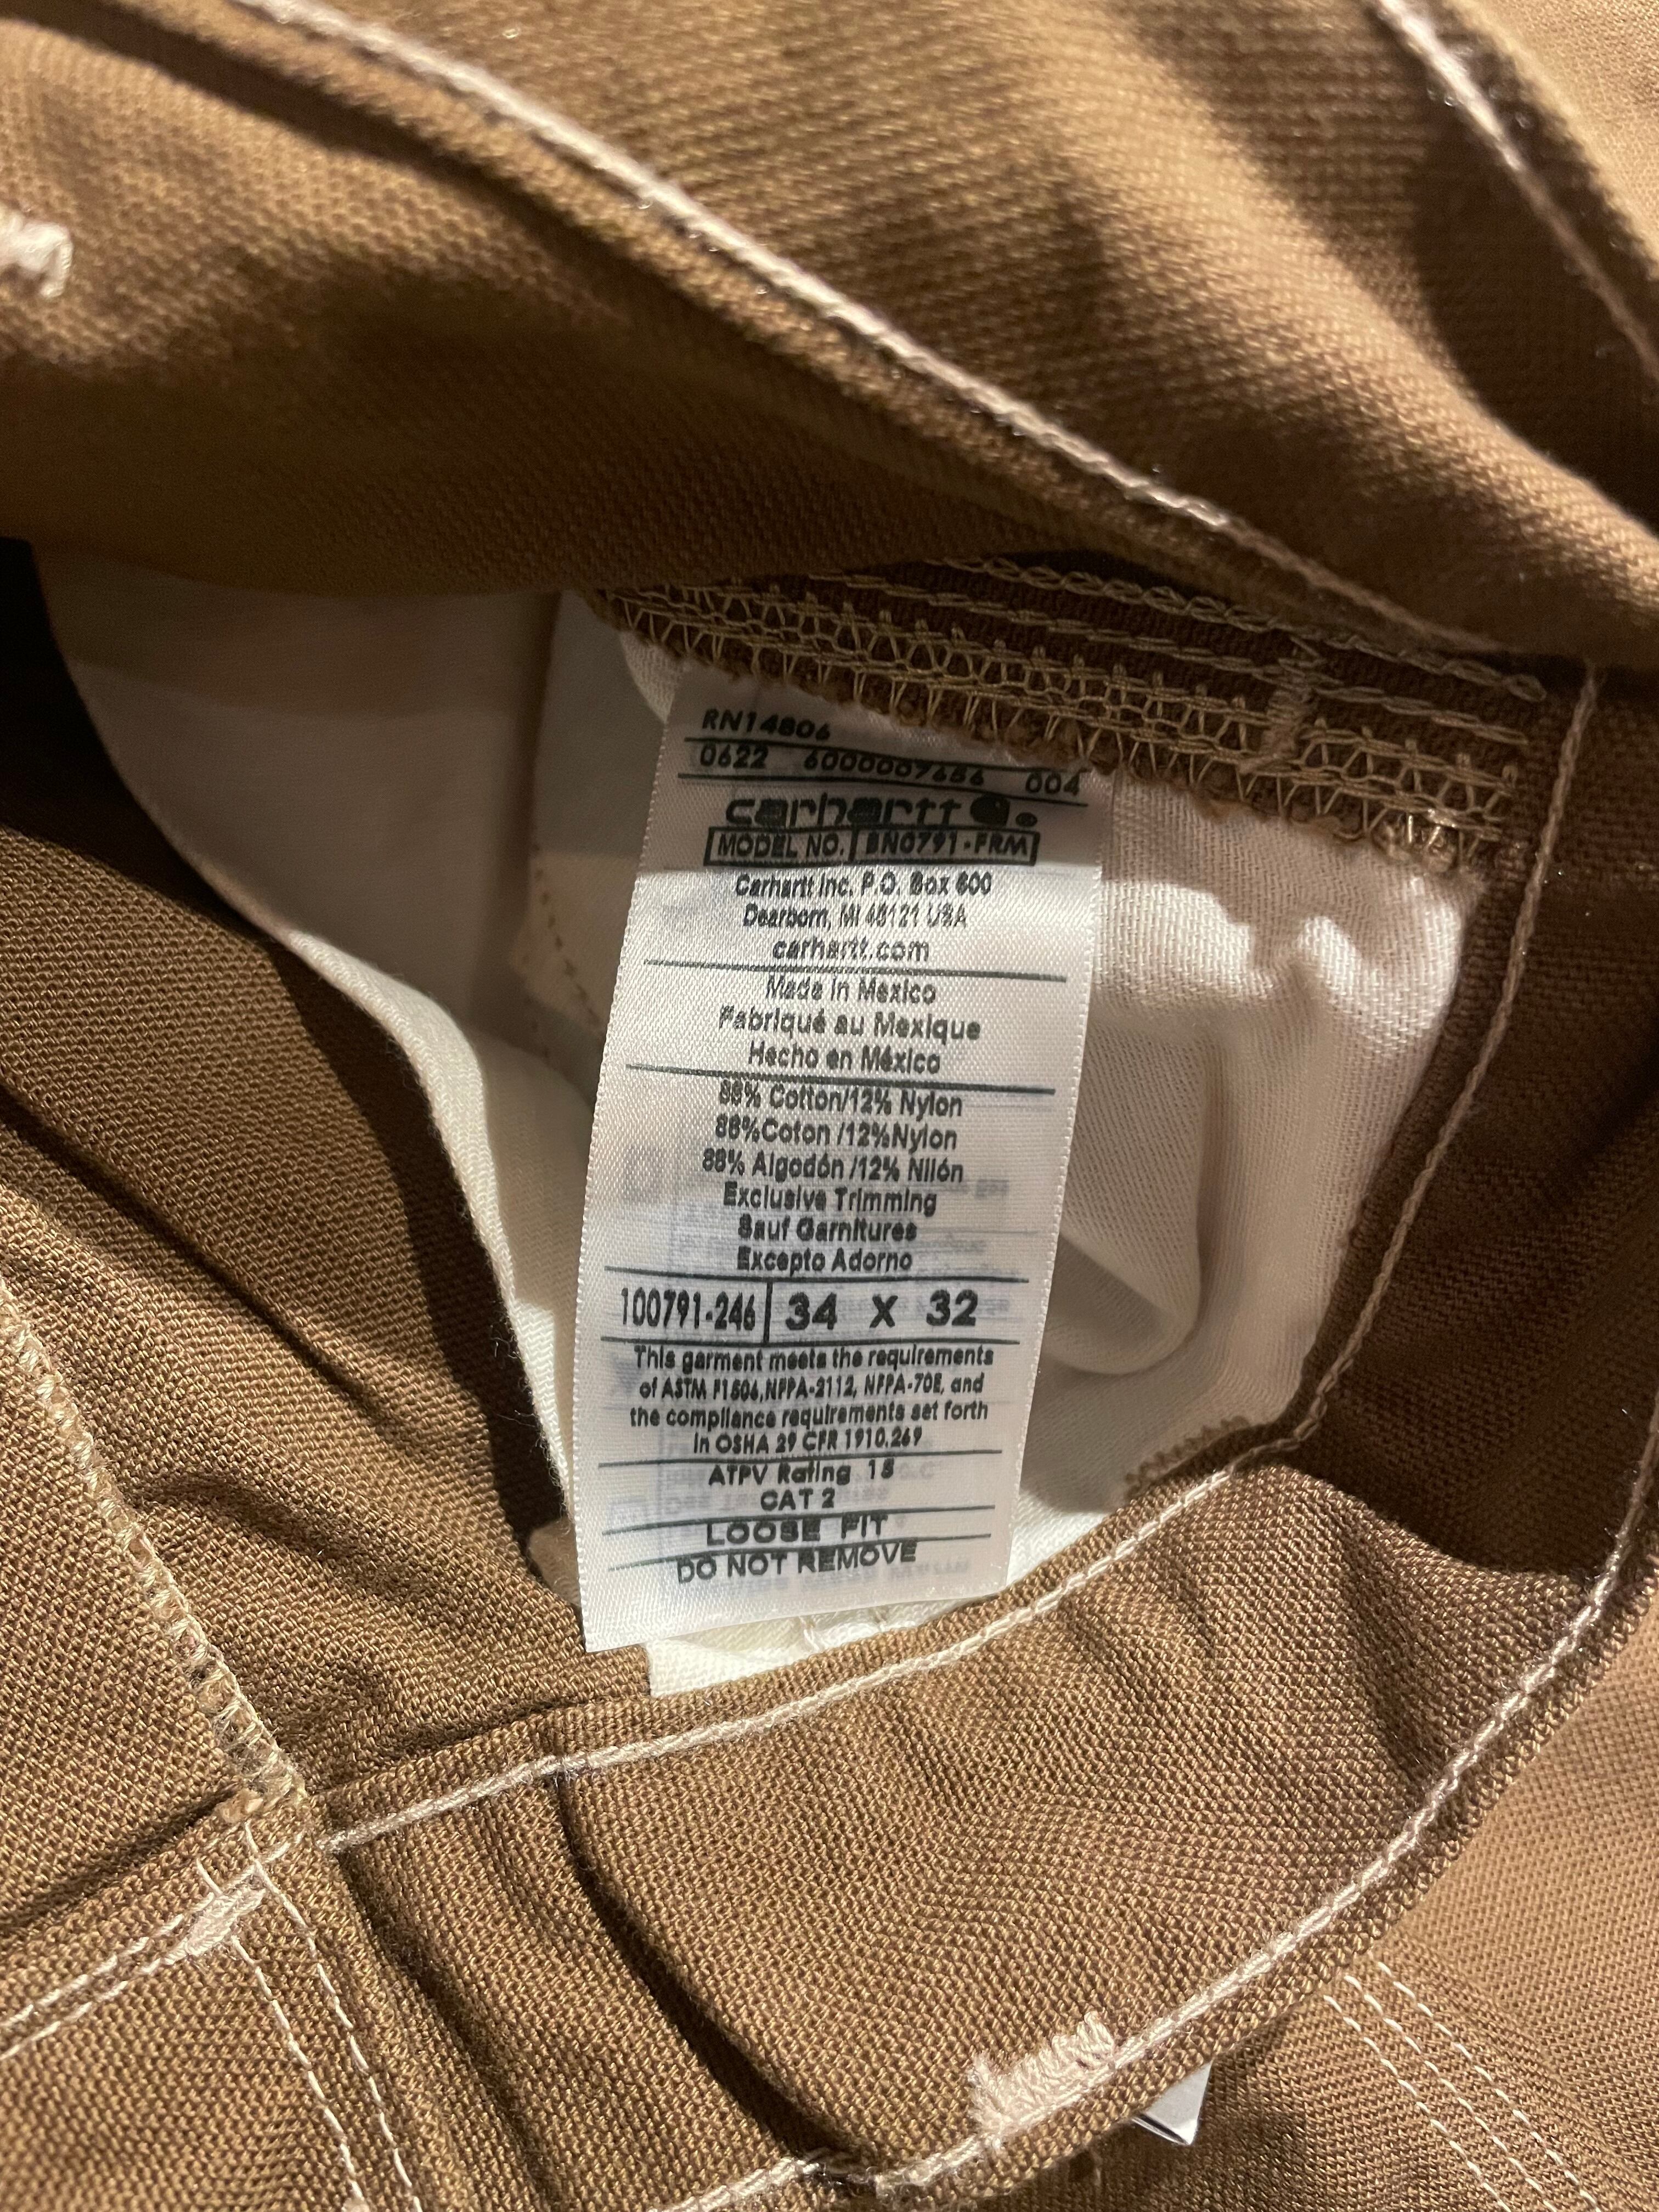 RN14806
0622 6000007656 004
carhartt
MODEL NO. BN0791-FRM
Carhartt Inc. P.O. Box 600
Dearborn, MI 48121 USA
carhartt.com
Made in Mexico
Fabriqué au Mexique
Hecho en México
88% Cotton/12% Nylon
88%Coton /12%Nylon
88% Algodón /12% Nilón
Exclusive Trimming
Sauf Garnitures
Excepto Adorno
100791-246 34 X 32
This garment meets the requirements
of ASTM F1506,NFPA-2112, NFPA-70E, and
the compliance requirements set forth
in OSHA 29 CFR 1910.269
ATPV Rating 15
CAT 2
LOOSE FIT
DO NOT REMOVE